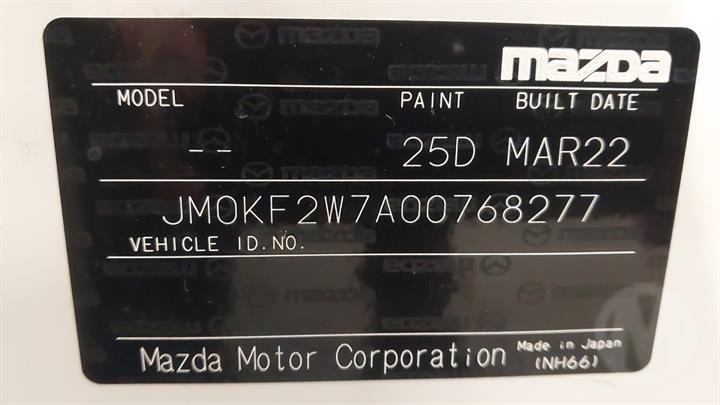 mazda
MODEL PAINT BUILT DATE
-- 25D MAR22
JM0KF2W7A00768277
VEHICLE ID.NO.
Mazda Motor Corporation Made in Japan
(NH66)